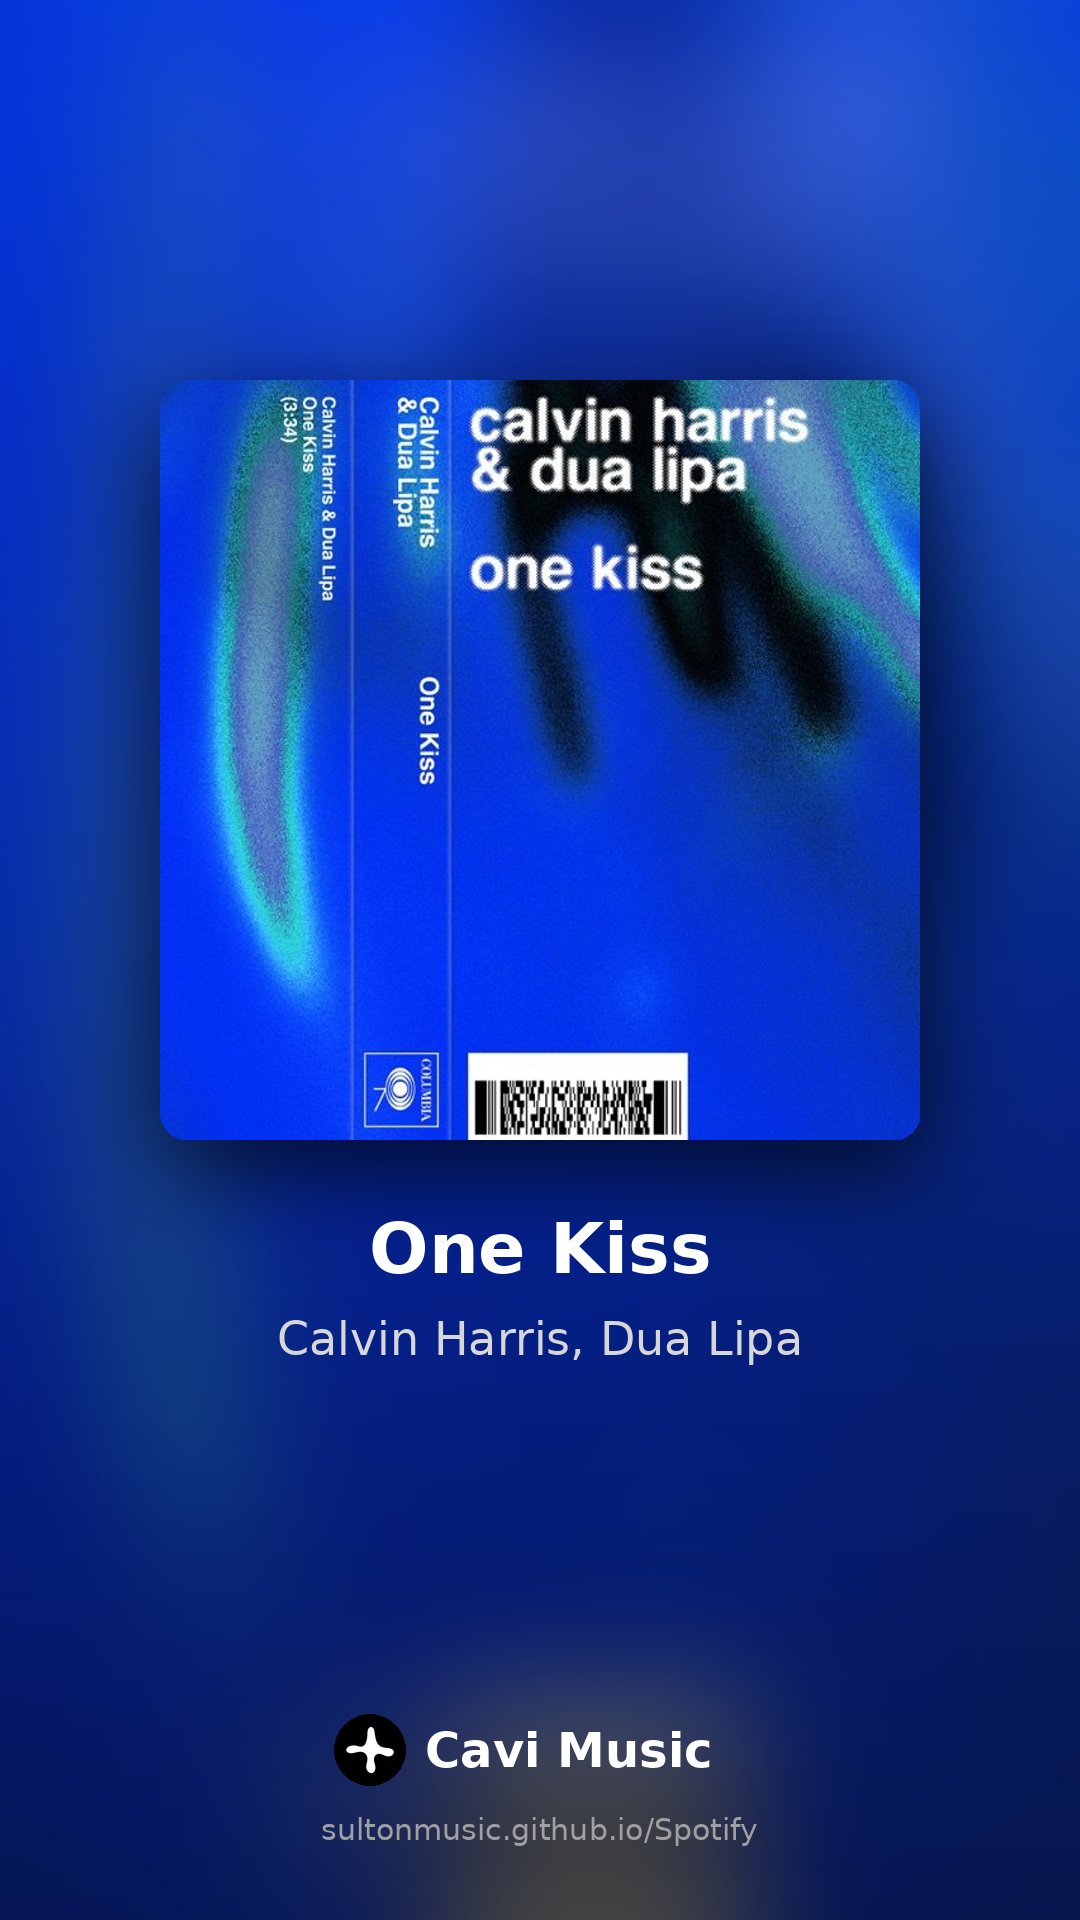 Calvin Harris & Dua Lipa
One Kiss
(3:34)
Calvin Harris
& Dua Lipa
One Kiss
COLUMBIA
calvin harris
& dua lipa
one kiss
One Kiss
Calvin Harris, Dua Lipa
Cavi Music
sultonmusic.github.io/Spotify